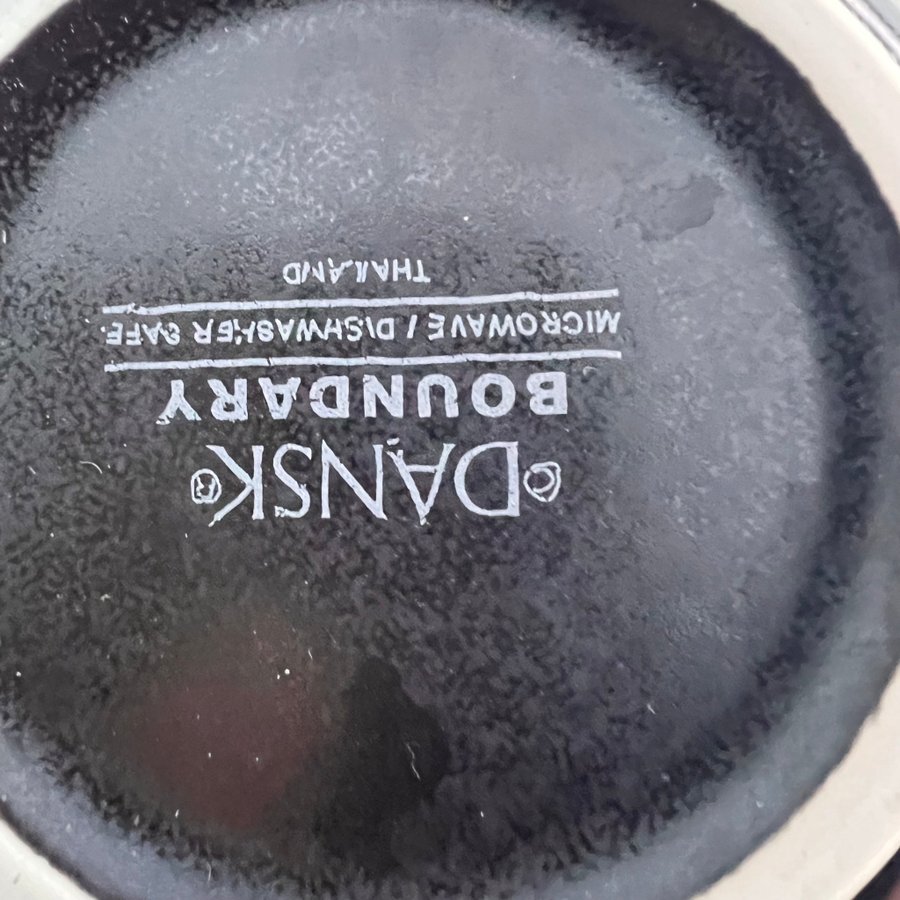 ©DANSK®
BOUNDARY
MICROWAVE / DISHWASHER SAFE
THAILAND